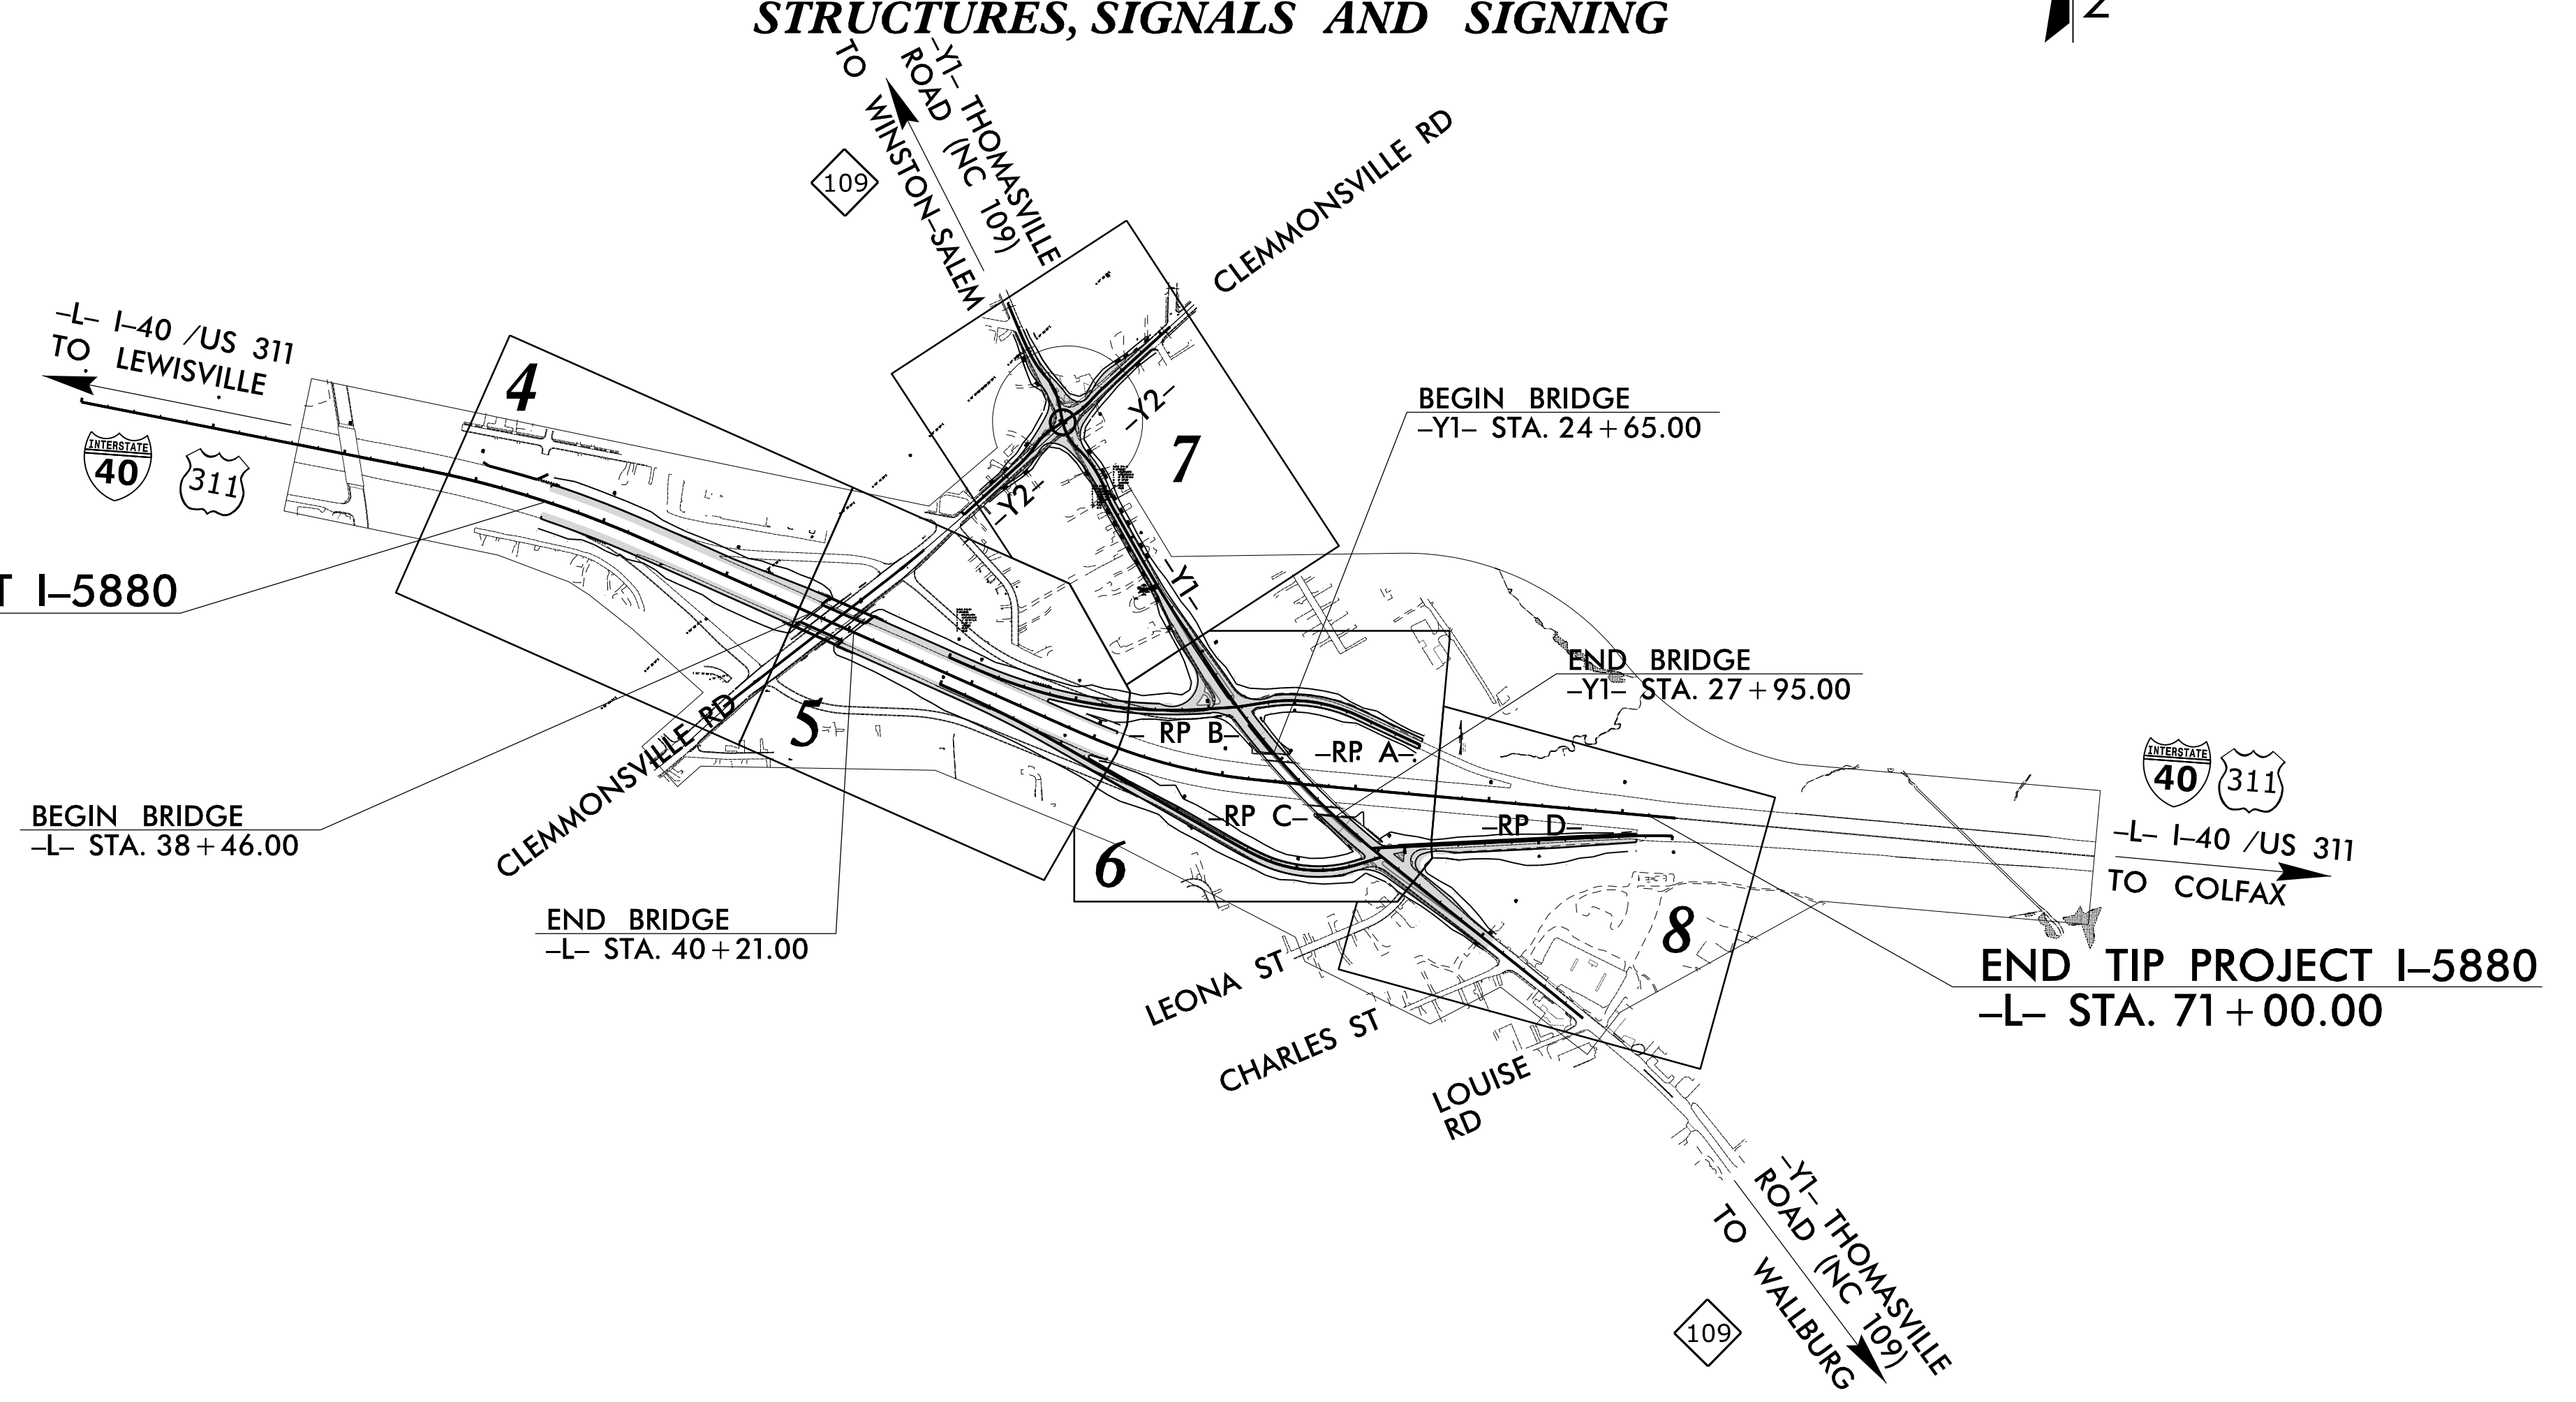 STRUCTURES, SIGNALS AND SIGNING
TO WINSTON–SALEM
–Y1– THOMASVILLE
ROAD (NC 109)
109
CLEMMONSVILLE RD
–L– I–40 /US 311
TO LEWISVILLE
INTERSTATE
40
311
4
7
–Y2–
–Y2–
–Y1–
BEGIN BRIDGE
–Y1– STA. 24+65.00
T I–5880
END BRIDGE
–Y1– STA. 27+95.00
5
– RP B–
–RP A–
–RP C–
–RP D–
6
8
CLEMMONSVILLE RD
BEGIN BRIDGE
–L– STA. 38+46.00
END BRIDGE
–L– STA. 40+21.00
INTERSTATE
40
311
–L– I–40 /US 311
TO COLFAX
END TIP PROJECT I–5880
–L– STA. 71+00.00
LEONA ST
CHARLES ST
LOUISE
RD
–Y1– THOMASVILLE
ROAD (NC 109)
TO WALLBURG
109